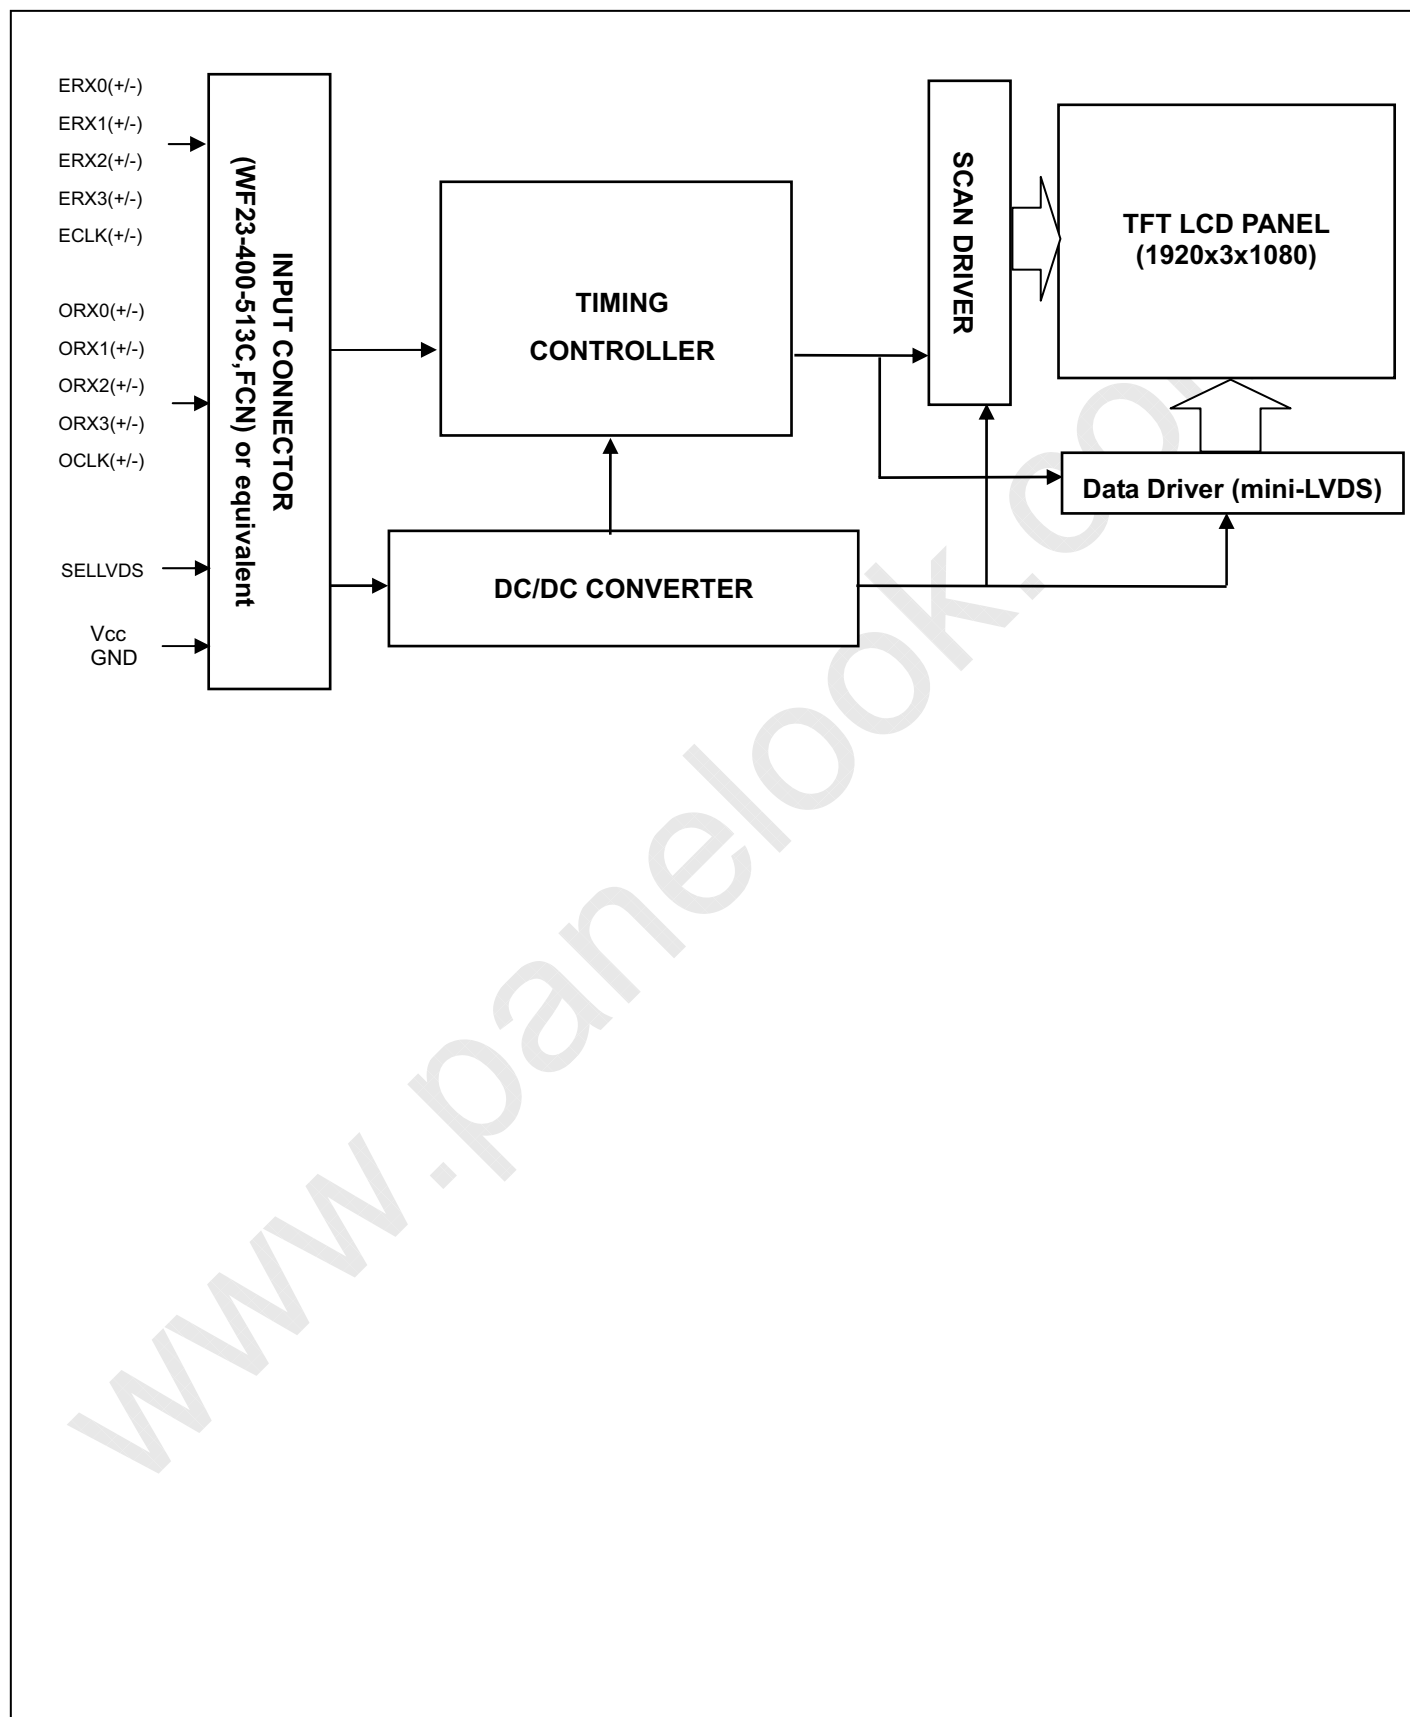 ERX0(+/-)
ERX1(+/-)
ERX2(+/-)
ERX3(+/-)
ECLK(+/-)
ORX0(+/-)
ORX1(+/-)
ORX2(+/-)
ORX3(+/-)
OCLK(+/-)
SELLVDS
Vcc
GND
INPUT CONNECTOR
(WF23-400-513C,FCN) or equivalent
TIMING
CONTROLLER
DC/DC CONVERTER
SCAN DRIVER
TFT LCD PANEL
(1920x3x1080)
Data Driver (mini-LVDS)
www.panelook.com